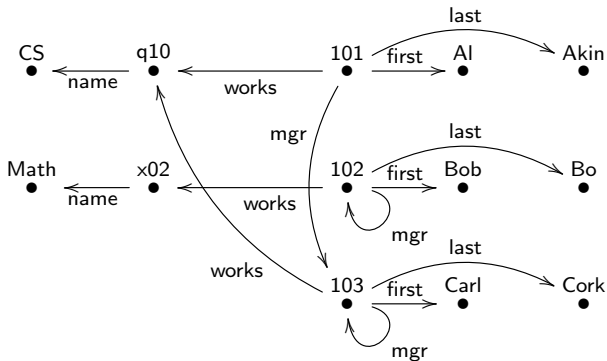 CS q10 101 last Al Akin
name works first
mgr
Math x02 102 last Bob Bo
name works first
mgr
works 103 last Carl Cork
first
mgr